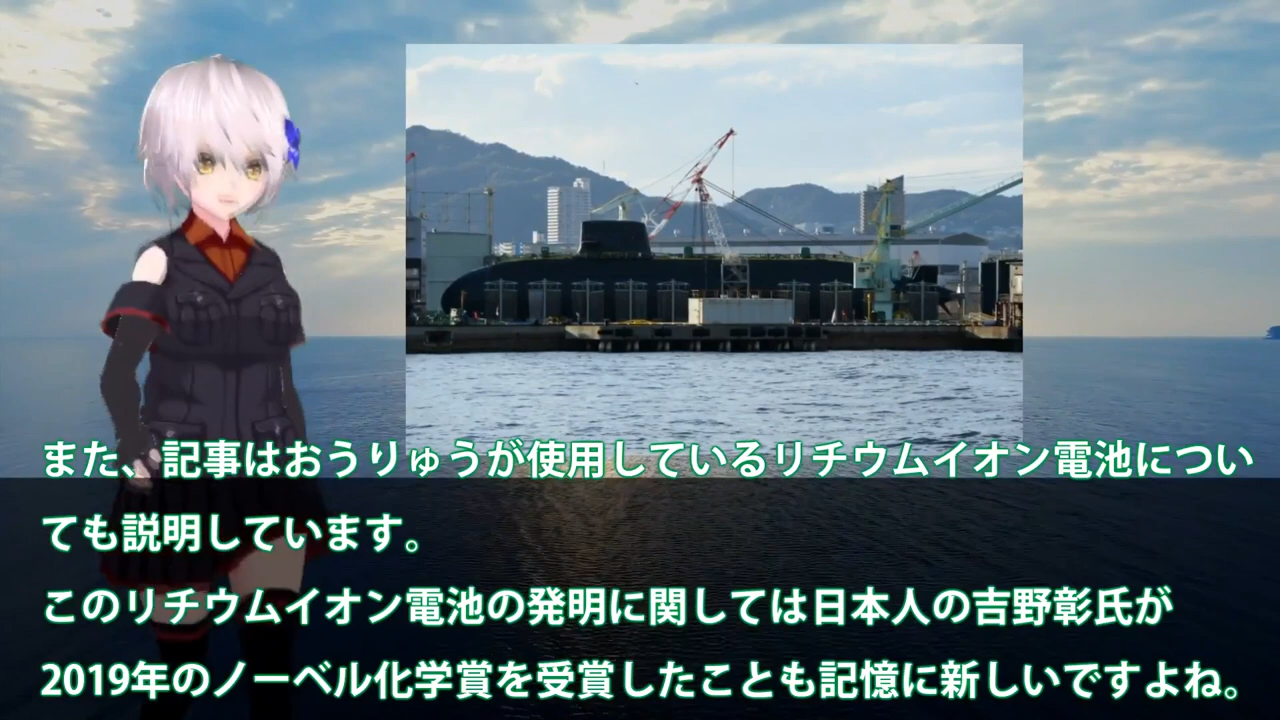 また、記事はおうりゅうが使用しているリチウムイオン電池につい
ても説明しています。
このリチウムイオン電池の発明に関しては日本人の吉野彰氏が
2019年のノーベル化学賞を受賞したことも記憶に新しいですよね。